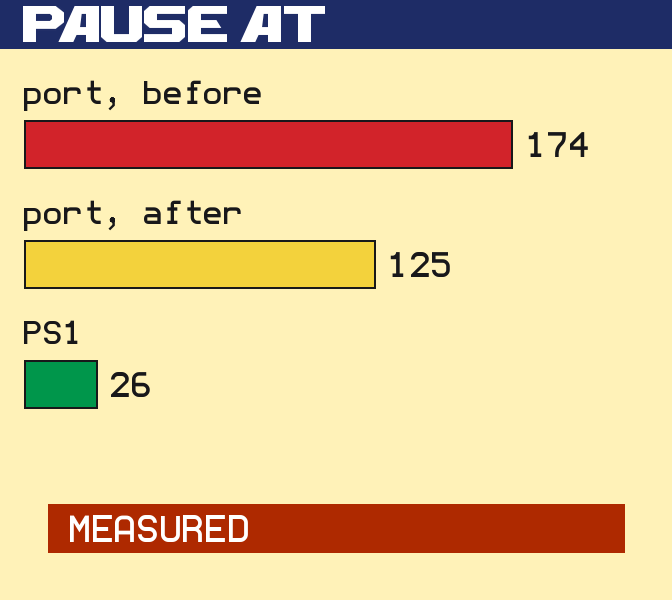 PAUSE AT
port, before
174
port, after
125
PS1
26
MEASURED